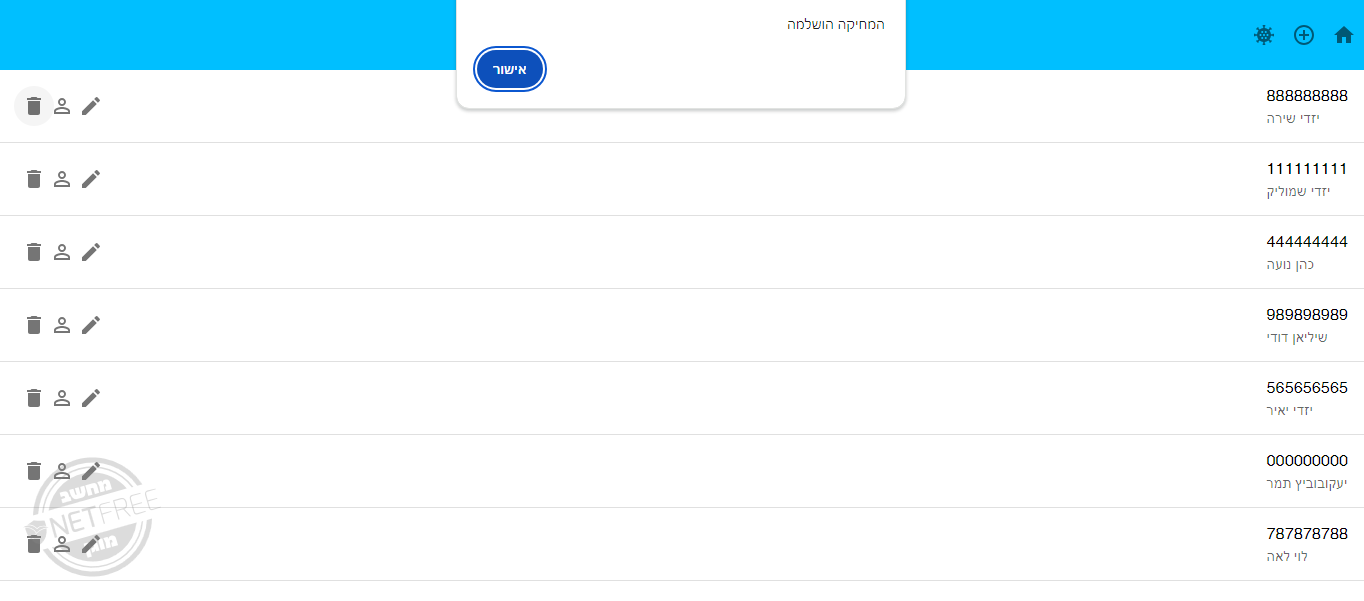 המחיקה הושלמה
אישור
888888888
יזדי שירה
111111111
יזדי שמוליק
444444444
כהן נועה
989898989
שיליאן דודי
565656565
יזדי יאיר
000000000
יעקובוביץ תמר
787878788
לוי לאה
מחשב
NETFREE
מוגן